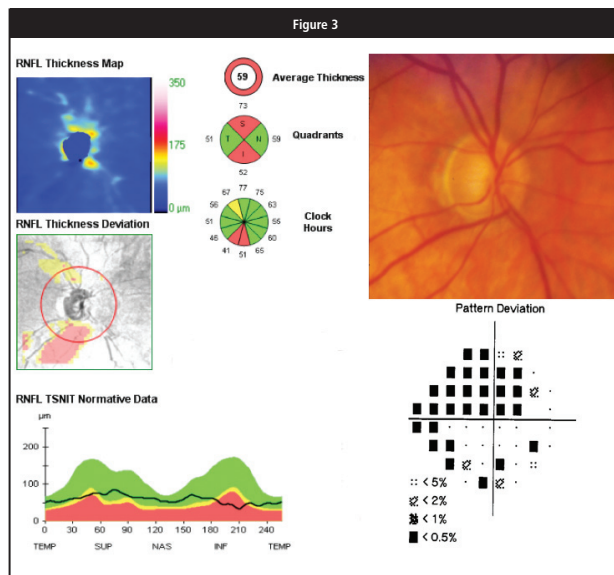 Figure 3
RNFL Thickness Map
350
175
0 µm
59
Average Thickness
73
S
51 T N 59
I
52
Quadrants
77
67 75
56 63
51 55
45 60
41 65
51
Clock
Hours
RNFL Thickness Deviation
RNFL TSNIT Normative Data
µm
200
100
0
0 30 60 90 120 150 180 210 240
TEMP SUP NAS INF TEMP
Pattern Deviation
< 5%
< 2%
< 1%
< 0.5%